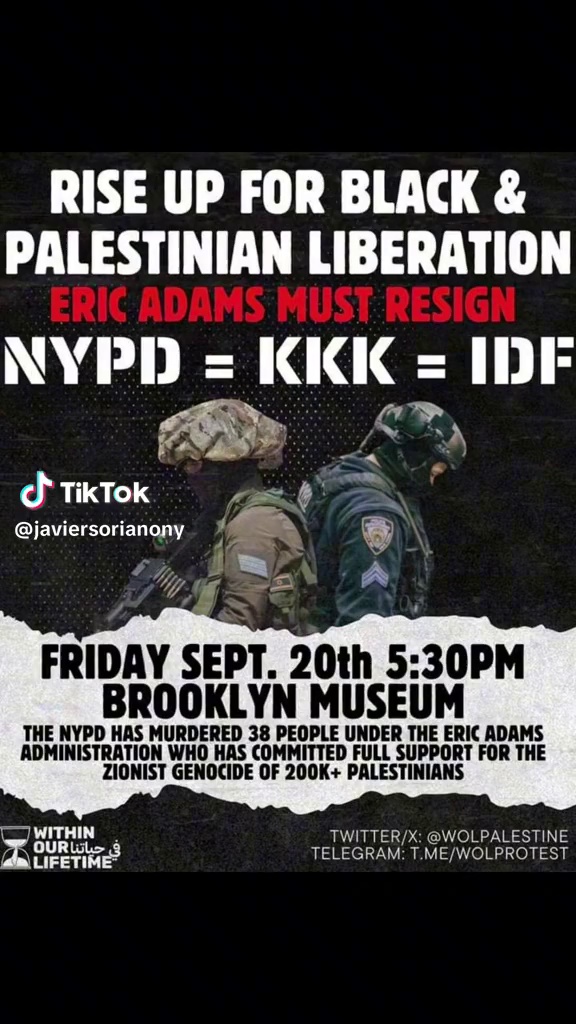 RISE UP FOR BLACK &
PALESTINIAN LIBERATION
ERIC ADAMS MUST RESIGN
NYPD = KKK = IDF
TikTok
@javiersorianony
FRIDAY SEPT. 20th 5:30PM
BROOKLYN MUSEUM
THE NYPD HAS MURDERED 38 PEOPLE UNDER THE ERIC ADAMS
ADMINISTRATION WHO HAS COMMITTED FULL SUPPORT FOR THE
ZIONIST GENOCIDE OF 200K+ PALESTINIANS
WITHIN
OUR في حياتنا
LIFETIME
TWITTER/X: @WOLPALESTINE
TELEGRAM: T.ME/WOLPROTEST